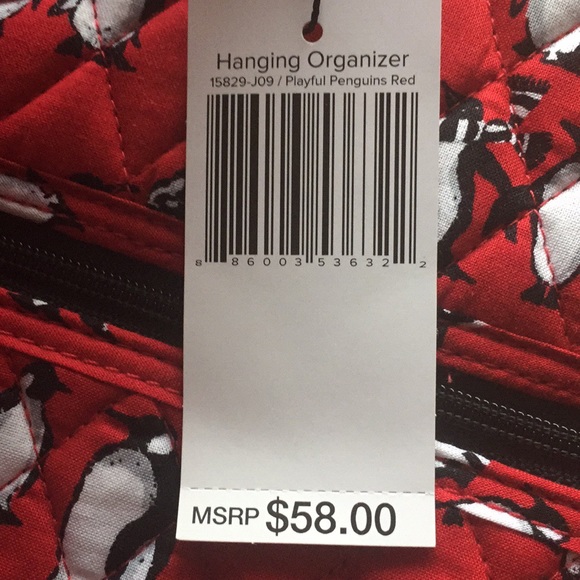 Hanging Organizer
15829-J09 / Playful Penguins Red
8 86003 53632 2
MSRP $58.00